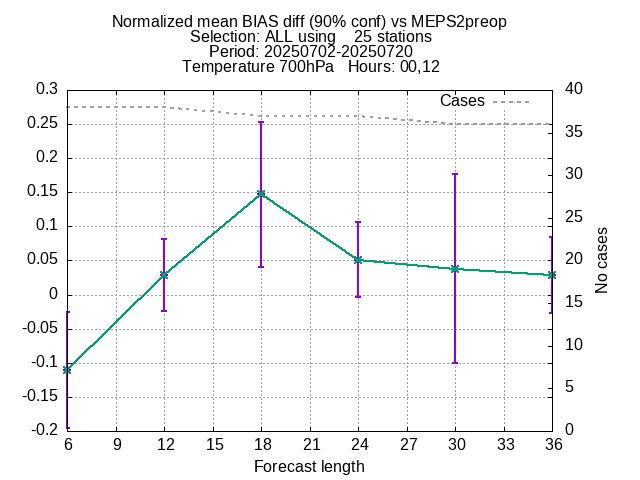 Normalized mean BIAS diff (90% conf) vs MEPS2preop
Selection: ALL using    25 stations
Period: 20250702-20250720
Temperature 700hPa   Hours: 00,12
Cases
0.3
0.25
0.2
0.15
0.1
0.05
0
-0.05
-0.1
-0.15
-0.2
40
35
30
25
20
15
10
5
0
No cases
6 9 12 15 18 21 24 27 30 33 36
Forecast length